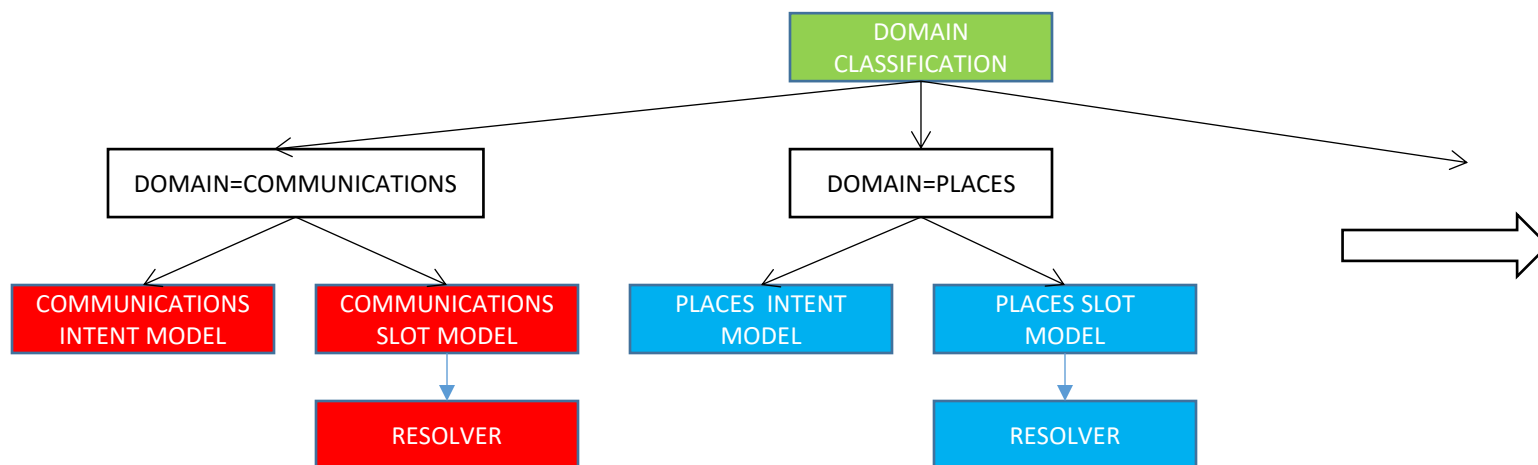 DOMAIN
CLASSIFICATION
DOMAIN=COMMUNICATIONS
DOMAIN=PLACES
COMMUNICATIONS
INTENT MODEL
COMMUNICATIONS
SLOT MODEL
PLACES  INTENT
MODEL
PLACES SLOT
MODEL
RESOLVER
RESOLVER